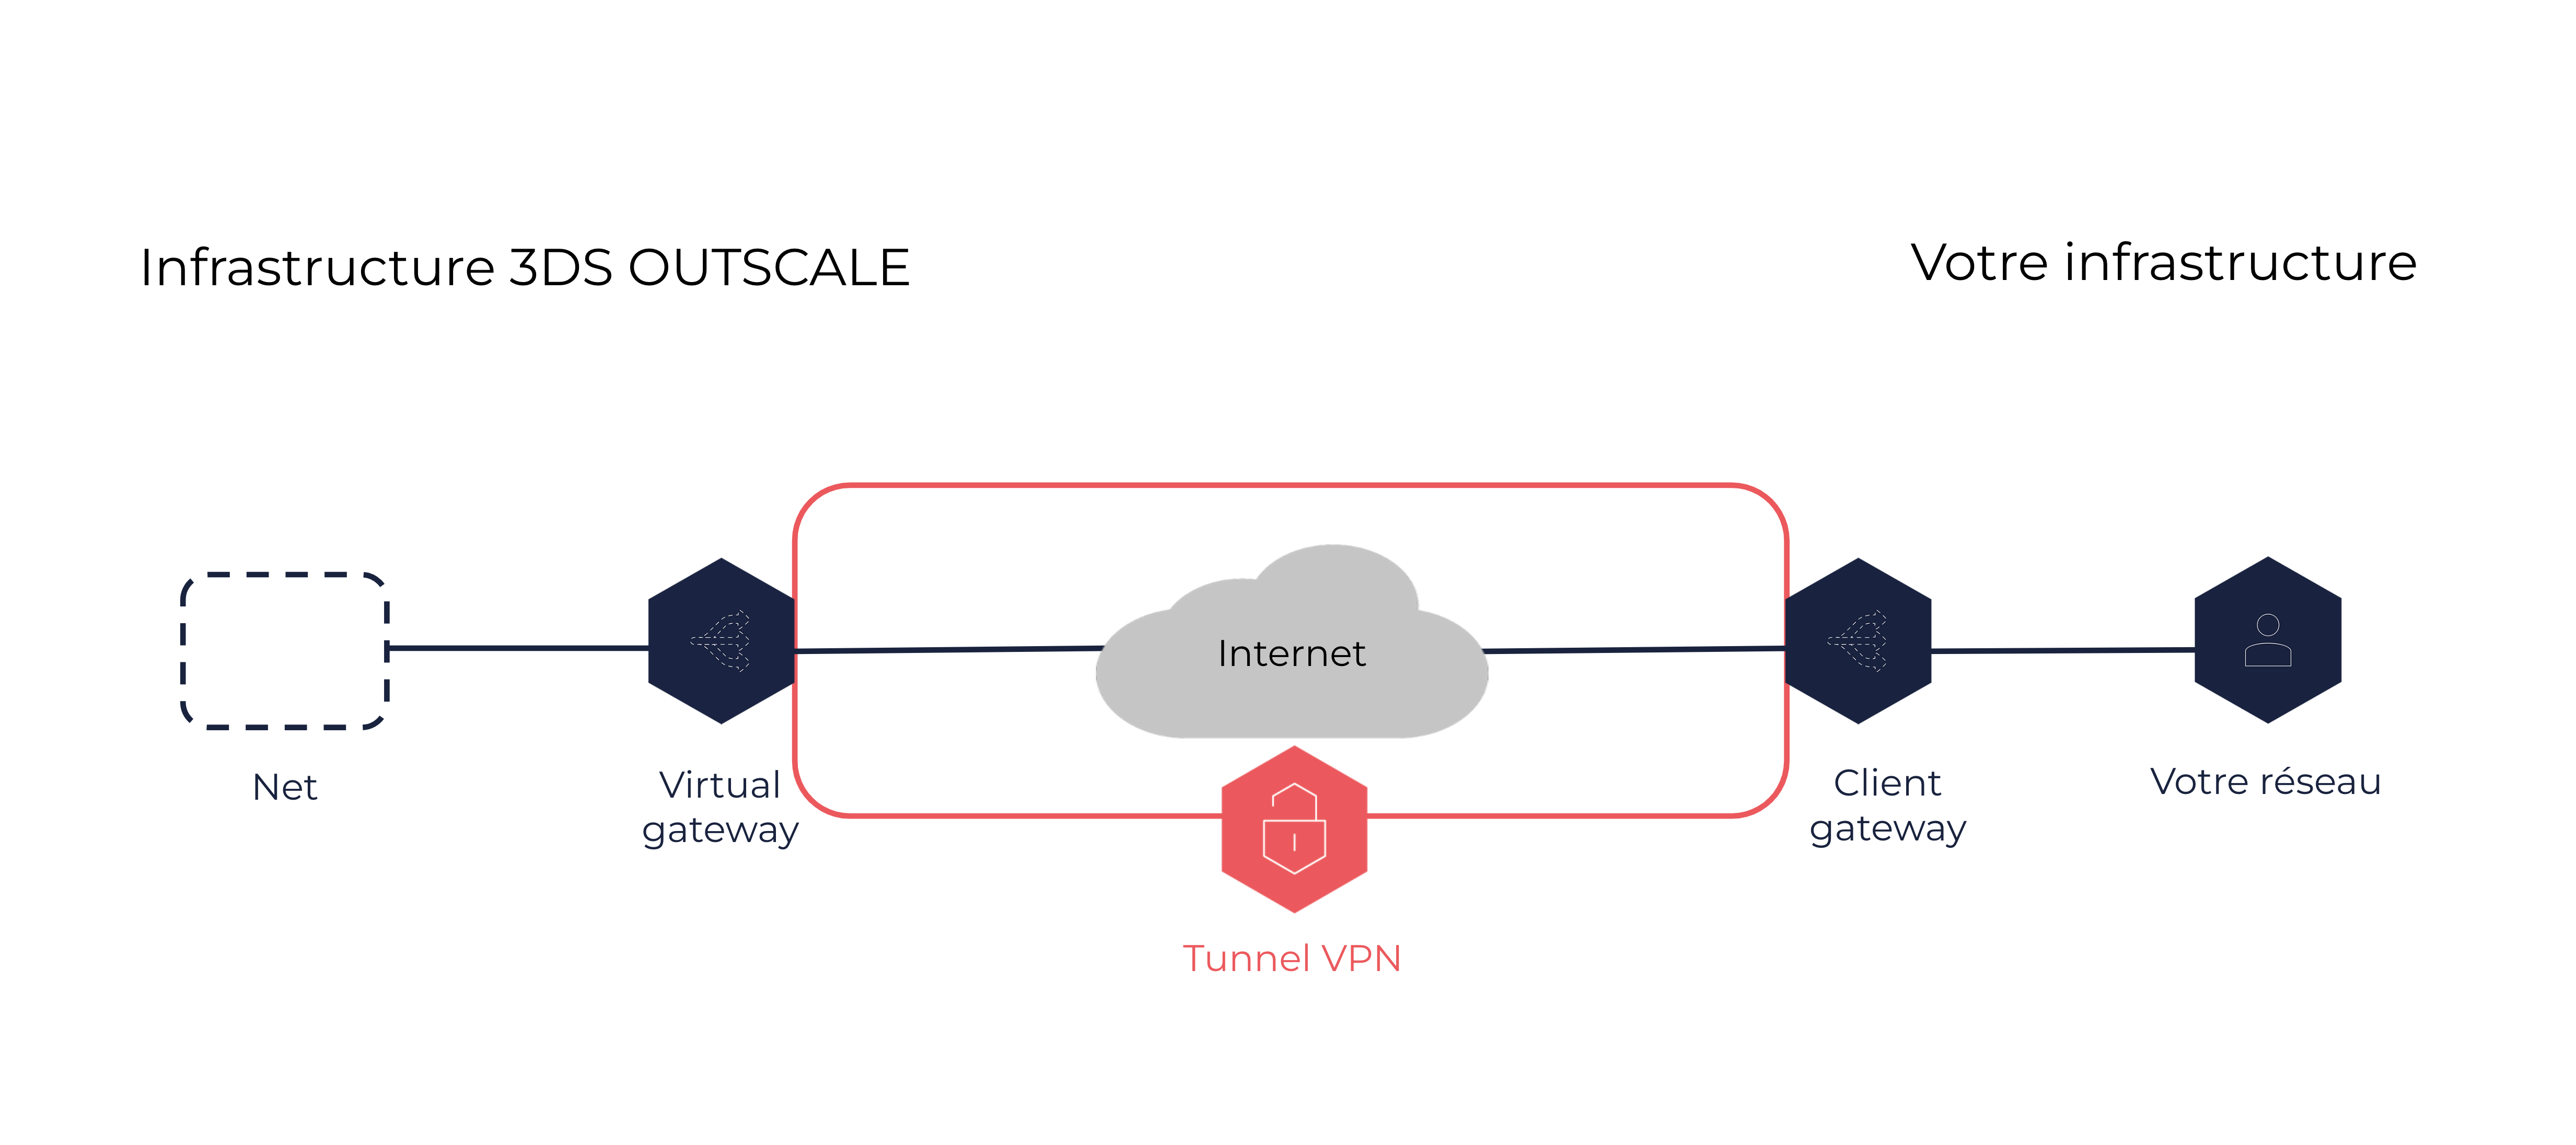 Infrastructure 3DS OUTSCALE
Votre infrastructure
Internet
Net
Virtual
gateway
Client
gateway
Votre réseau
Tunnel VPN